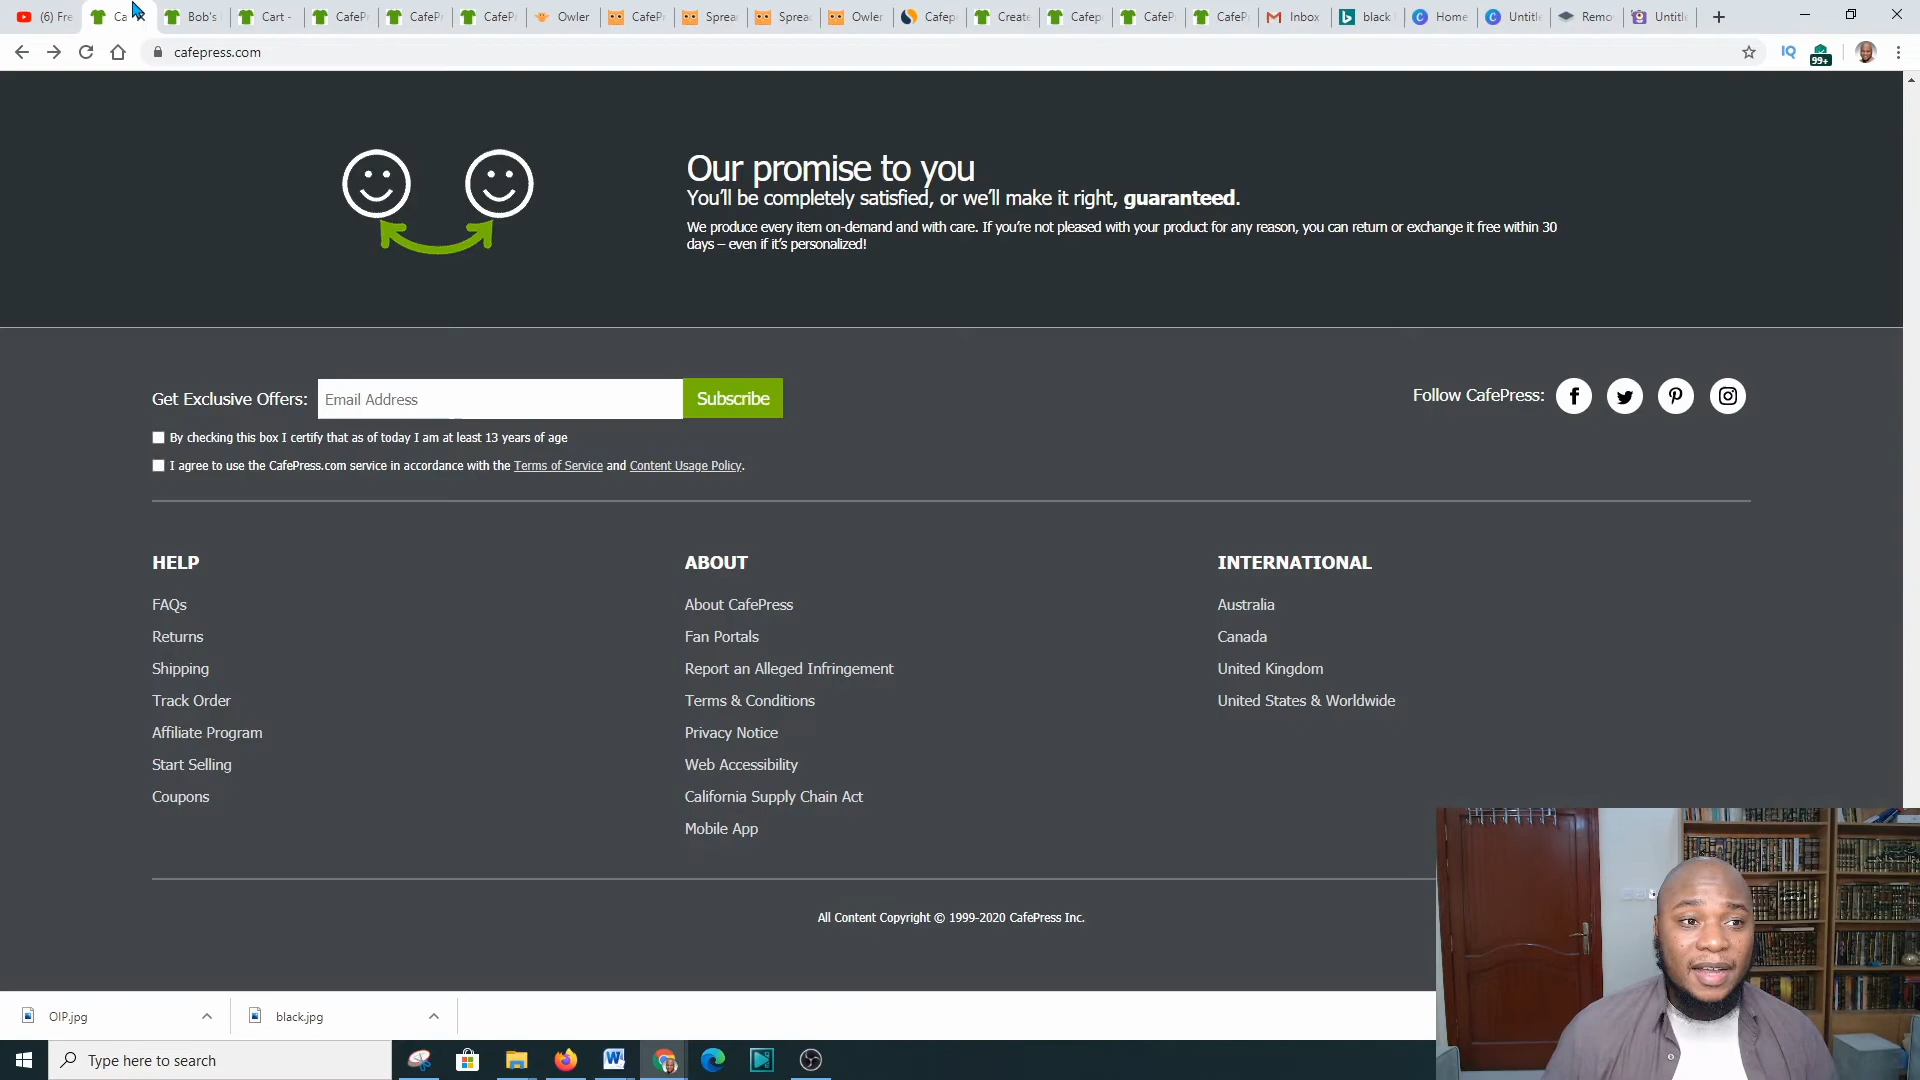 (6) Fre
Ca
Bob's
Cart -
CafePr
CafePr
CafePr
Owler
CafePr
Sprea
Sprea
Owler
Cafep
Create
Cafep
CafeP
CafeP
Inbox
black
Home
Untitle
Remo
Untitle
cafepress.com
IQ
99+
Our promise to you
You'll be completely satisfied, or we'll make it right, guaranteed.
We produce every item on-demand and with care. If you're not pleased with your product for any reason, you can return or exchange it free within 30
days – even if it's personalized!
Get Exclusive Offers:
Email Address
Subscribe
Follow CafePress:
By checking this box I certify that as of today I am at least 13 years of age
I agree to use the CafePress.com service in accordance with the Terms of Service and Content Usage Policy.
HELP
FAQs
Returns
Shipping
Track Order
Affiliate Program
Start Selling
Coupons
ABOUT
About CafePress
Fan Portals
Report an Alleged Infringement
Terms & Conditions
Privacy Notice
Web Accessibility
California Supply Chain Act
Mobile App
INTERNATIONAL
Australia
Canada
United Kingdom
United States & Worldwide
All Content Copyright © 1999-2020 CafePress Inc.
OIP.jpg
black.jpg
Type here to search